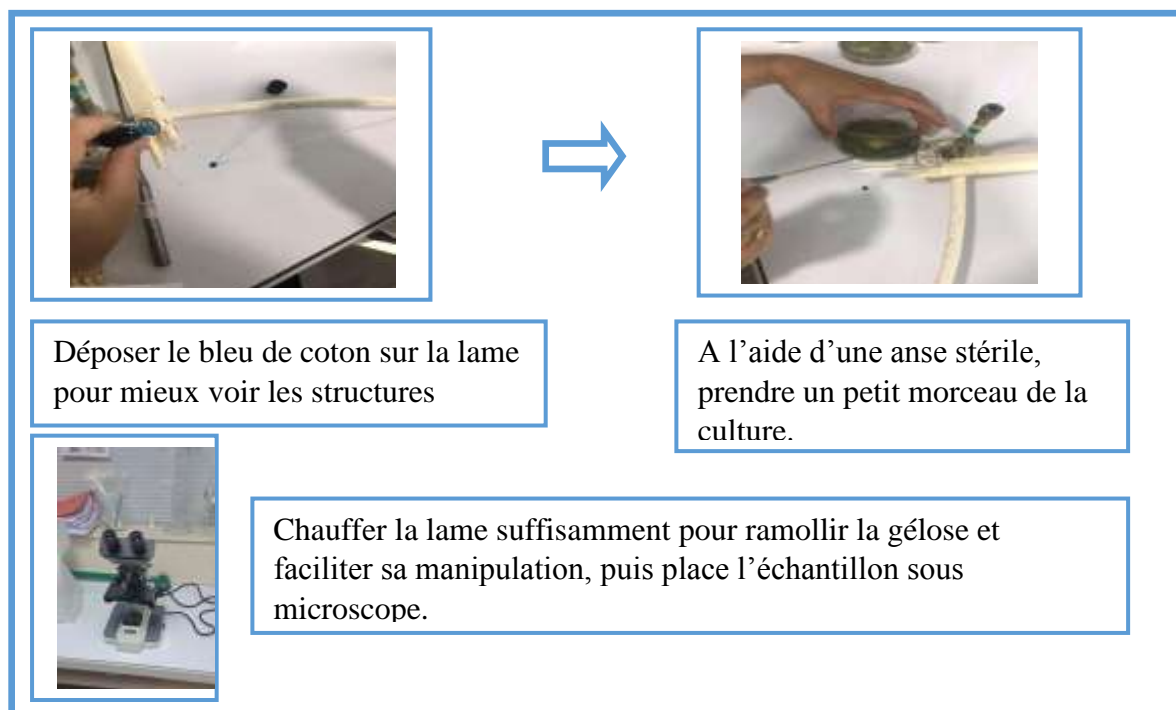 Déposer le bleu de coton sur la lame
pour mieux voir les structures
A l’aide d’une anse stérile,
prendre un petit morceau de la
culture.
Chauffer la lame suffisamment pour ramollir la gélose et
faciliter sa manipulation, puis place l’échantillon sous
microscope.